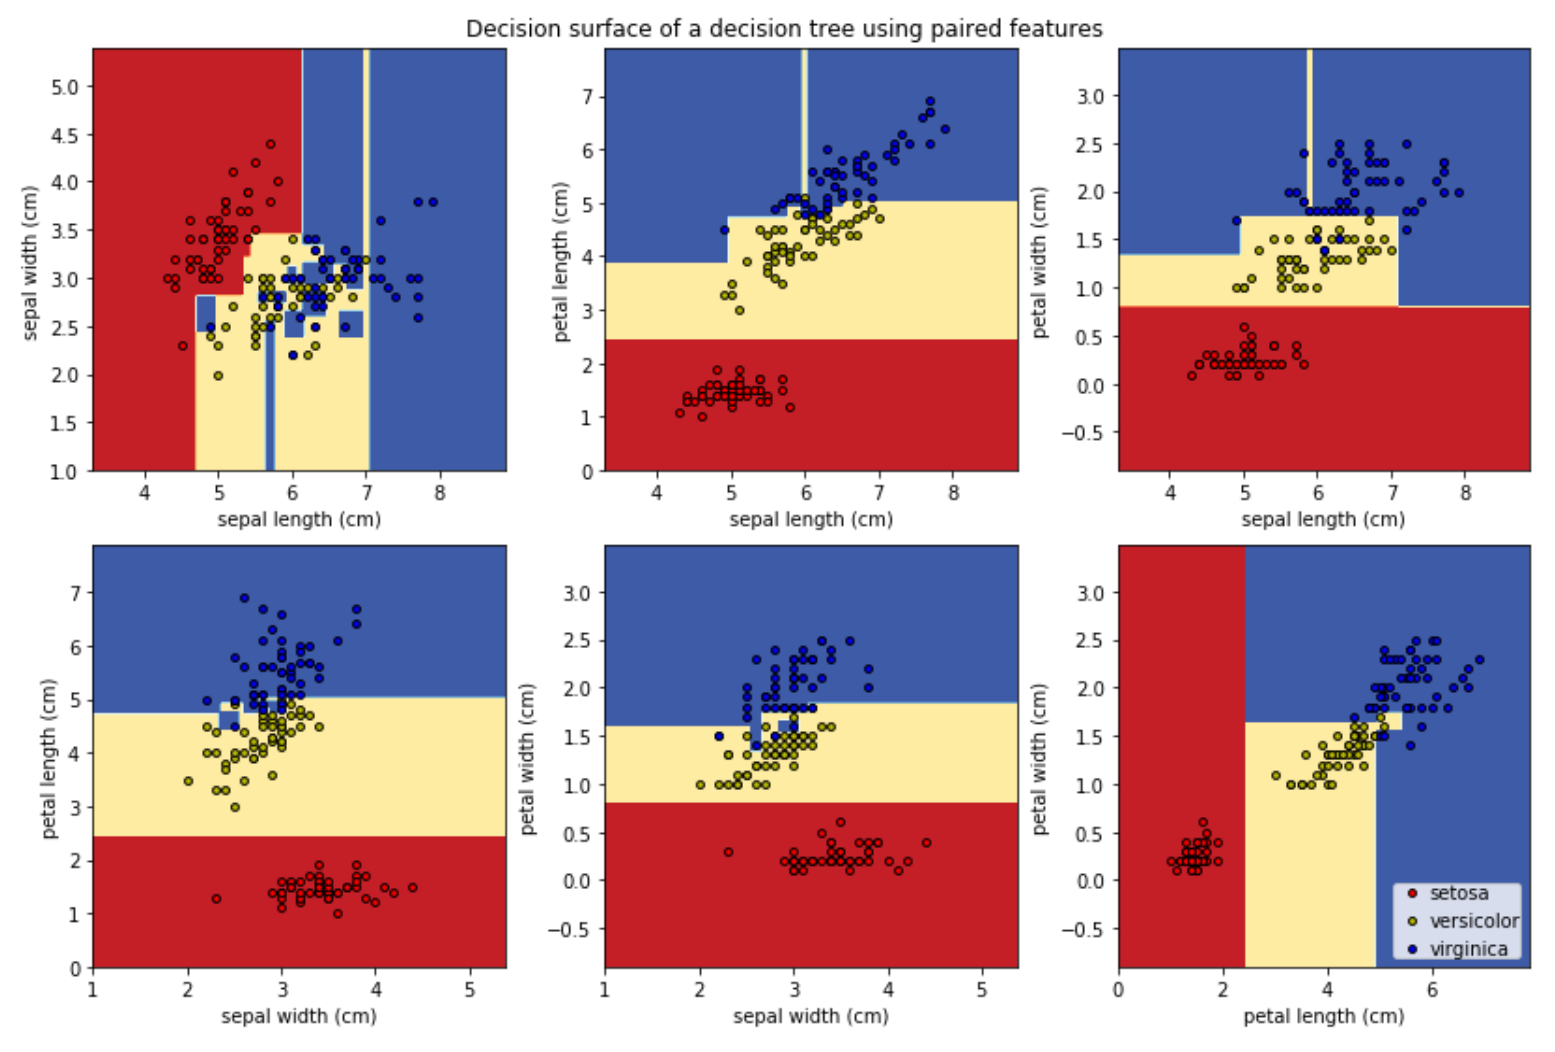 Decision surface of a decision tree using paired features
5.0
4.5
4.0
3.5
3.0
2.5
2.0
1.5
1.0
sepal width (cm)
4 5 6 7 8
sepal length (cm)
7
6
5
4
3
2
1
0
petal length (cm)
4 5 6 7 8
sepal length (cm)
3.0
2.5
2.0
1.5
1.0
0.5
0.0
−0.5
petal width (cm)
4 5 6 7 8
sepal length (cm)
7
6
5
4
3
2
1
0
petal length (cm)
1 2 3 4 5
sepal width (cm)
3.0
2.5
2.0
1.5
1.0
0.5
0.0
−0.5
petal width (cm)
1 2 3 4 5
sepal width (cm)
3.0
2.5
2.0
1.5
1.0
0.5
0.0
−0.5
petal width (cm)
0 2 4 6
petal length (cm)
setosa
versicolor
virginica